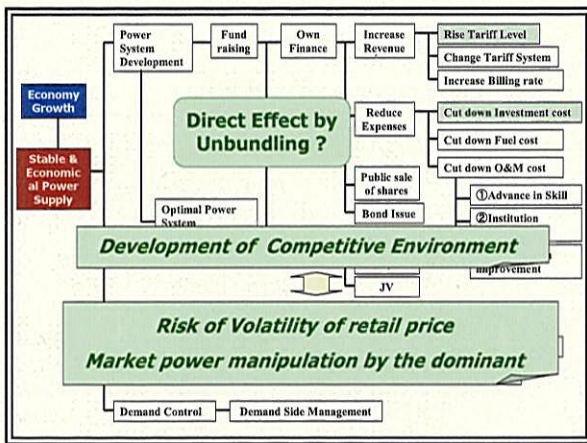 Power
System
Development
Fund
raising
Own
Finance
Increase
Revenue
Rise Tariff Level
Change Tariff System
Increase Billing rate
Economy
Growth
Stable &
Economic
al Power
Supply
Direct Effect by
Unbundling ?
Reduce
Expenses
Cut down Investment cost
Cut down Fuel cost
Cut down O&M cost
Public sale
of shares
Bond Issue
①Advance in Skill
②Institution
Optimal Power
System
Development of Competitive Environment
improvement
JV
Risk of Volatility of retail price
Market power manipulation by the dominant
Demand Control
Demand Side Management